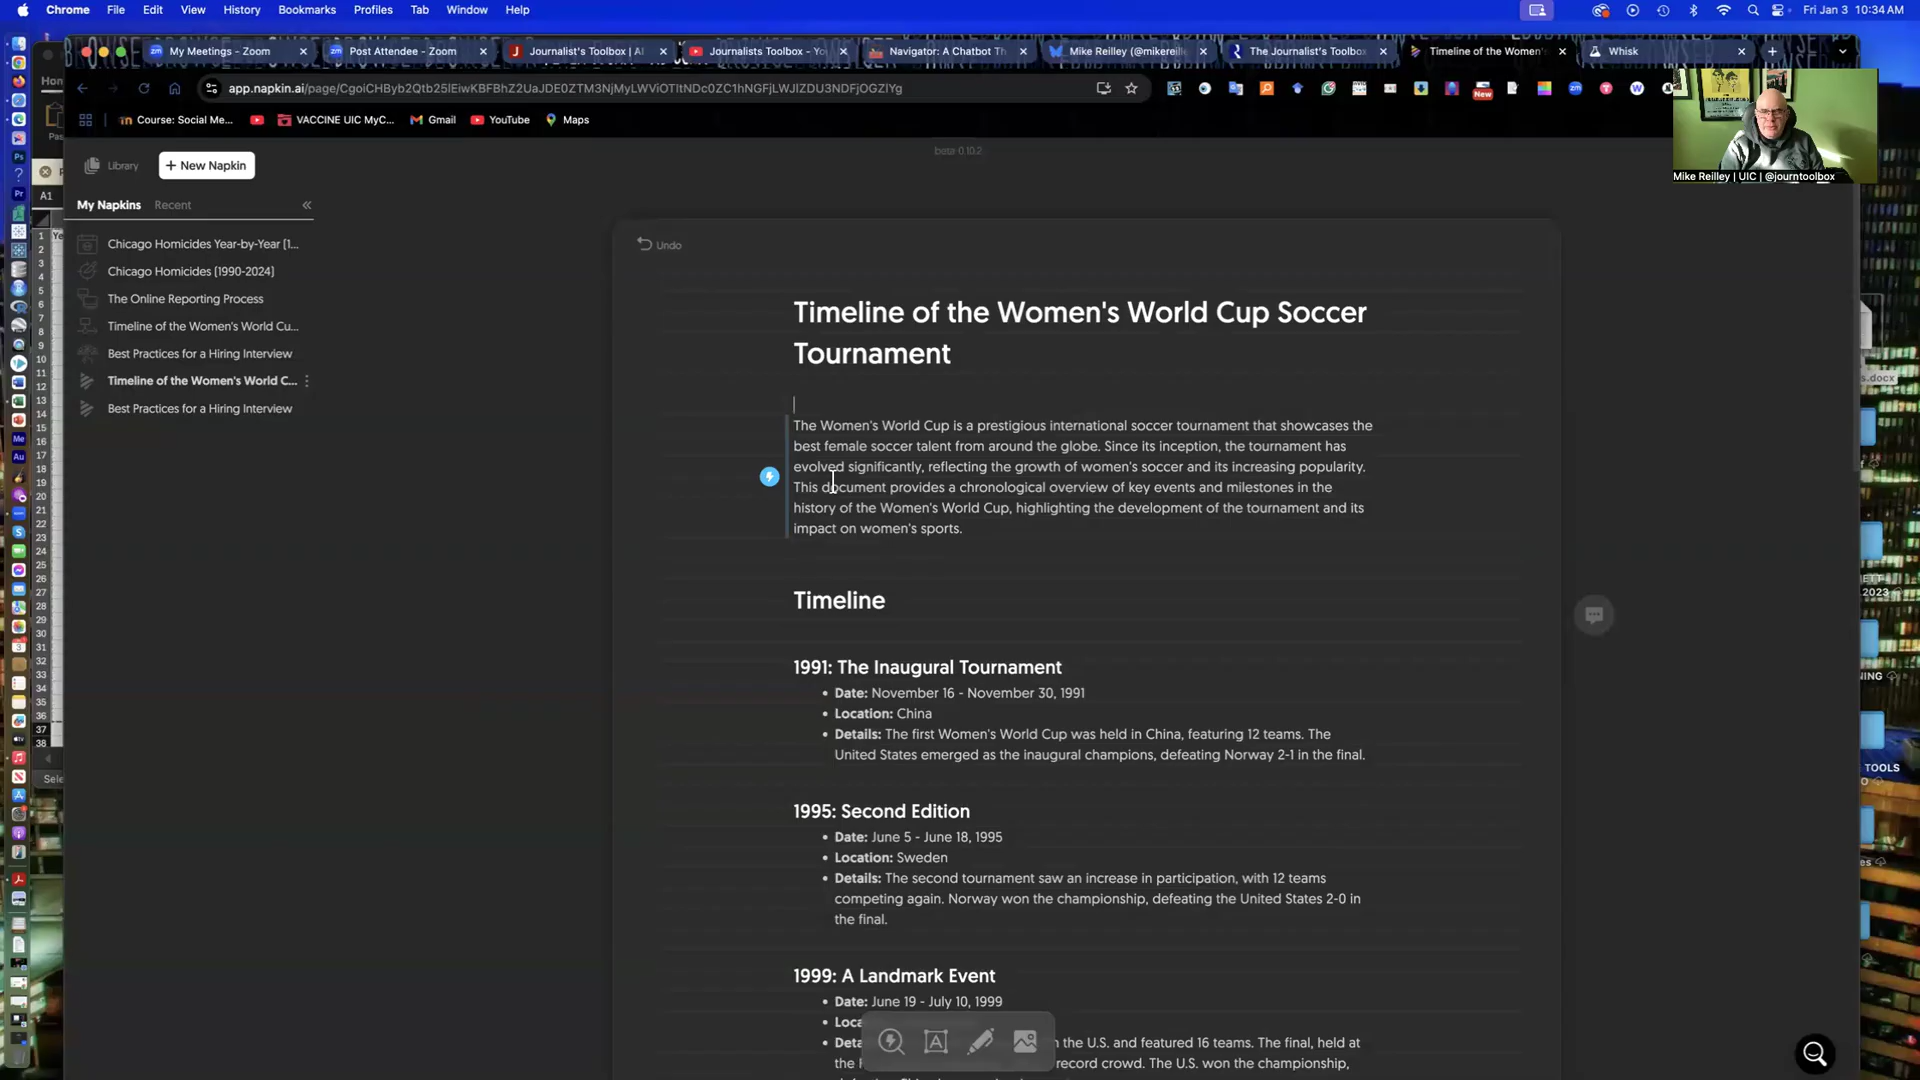 Chrome File Edit View History Bookmarks Profiles Tab Window Help Fri Jan 3 10:34 AM
My Meetings - Zoom
Post Attendee - Zoom
Journalist's Toolbox | AI
Journalists Toolbox - Yo
Navigator: A Chatbot Th
Mike Reilley (@mikereille
The Journalist's Toolbox
Timeline of the Women'
Whisk
app.napkin.ai/page/CgoiCHByb2Qtb25lEiwKBFBhZ2UaJDE0ZTM3NjMyLWViOTItNDc0ZC1hNGFjLWJlZDU3NDFjOGZlYg
New
Course: Social Me...
VACCINE UIC MyC...
Gmail
YouTube
Maps
Mike Reilley | UIC | @journtoolbox
beta 0.10.2
Library
+ New Napkin
My Napkins Recent
Chicago Homicides Year-by-Year [1...
Chicago Homicides [1990-2024]
The Online Reporting Process
Timeline of the Women's World Cu...
Best Practices for a Hiring Interview
Timeline of the Women's World C...
Best Practices for a Hiring Interview
Undo
Timeline of the Women's World Cup Soccer
Tournament
The Women's World Cup is a prestigious international soccer tournament that showcases the
best female soccer talent from around the globe. Since its inception, the tournament has
evolved significantly, reflecting the growth of women's soccer and its increasing popularity.
This document provides a chronological overview of key events and milestones in the
history of the Women's World Cup, highlighting the development of the tournament and its
impact on women's sports.
Timeline
1991: The Inaugural Tournament
• Date: November 16 - November 30, 1991
• Location: China
• Details: The first Women's World Cup was held in China, featuring 12 teams. The
United States emerged as the inaugural champions, defeating Norway 2-1 in the final.
1995: Second Edition
• Date: June 5 - June 18, 1995
• Location: Sweden
• Details: The second tournament saw an increase in participation, with 12 teams
competing again. Norway won the championship, defeating the United States 2-0 in
the final.
1999: A Landmark Event
• Date: June 19 - July 10, 1999
• Loca
• Deta n the U.S. and featured 16 teams. The final, held at
the record crowd. The U.S. won the championship,
A1
s.docx
2023
NING
TOOLS